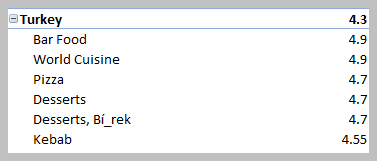 Turkey 4.3
Bar Food 4.9
World Cuisine 4.9
Pizza 4.7
Desserts 4.7
Desserts, Bí_rek 4.7
Kebab 4.55